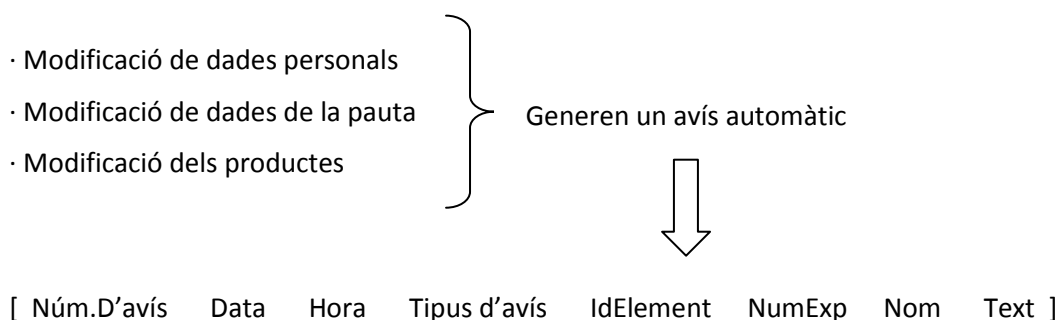 · Modificació de dades personals
· Modificació de dades de la pauta
· Modificació dels productes
Generen un avís automàtic
[ Núm.D’avís Data Hora Tipus d’avís IdElement NumExp Nom Text ]